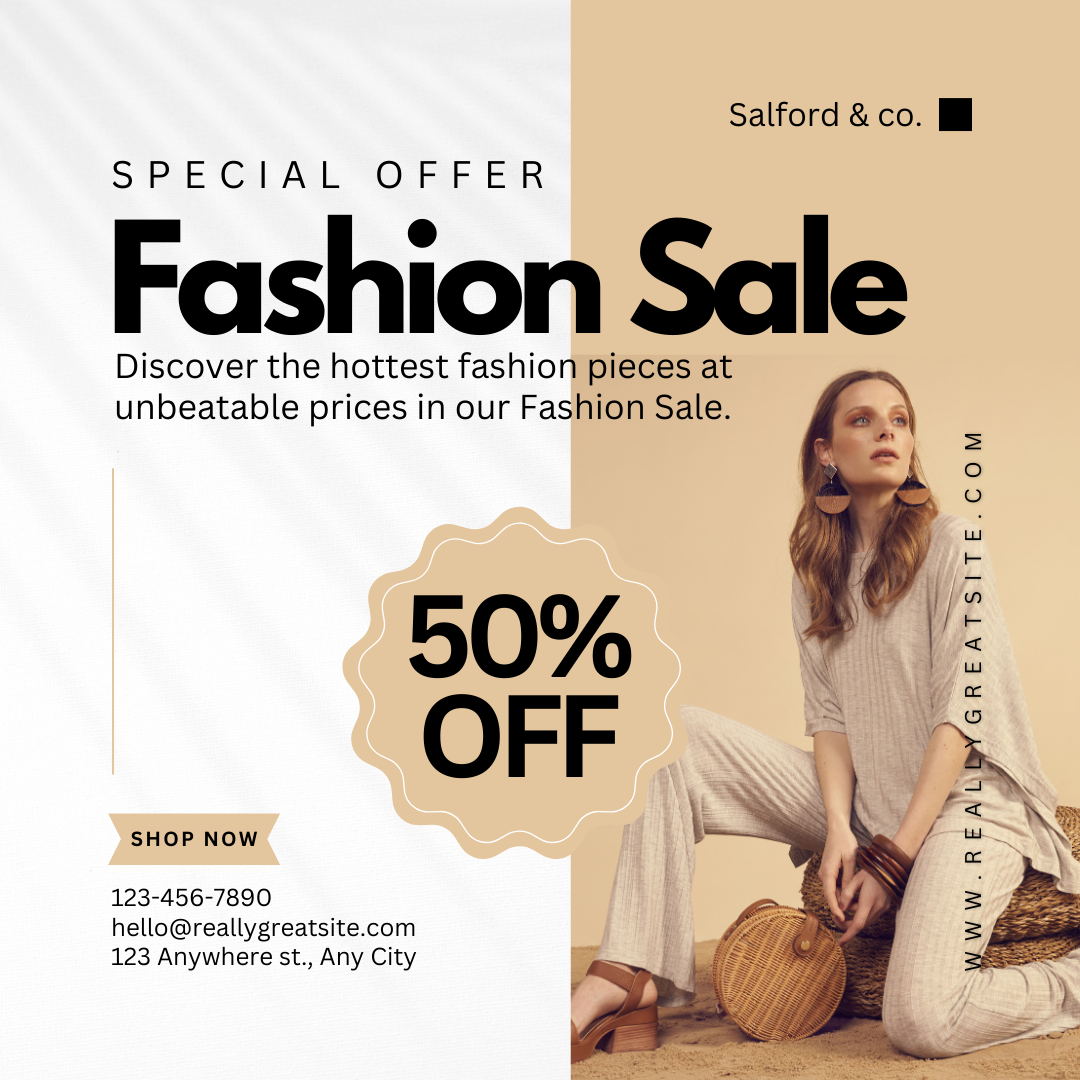 Salford & co.
SPECIAL OFFER
Fashion Sale
Discover the hottest fashion pieces at
unbeatable prices in our Fashion Sale.
50%
OFF
WWW.REALLYGREATSITE.COM
SHOP NOW
123-456-7890
hello@reallygreatsite.com
123 Anywhere st., Any City